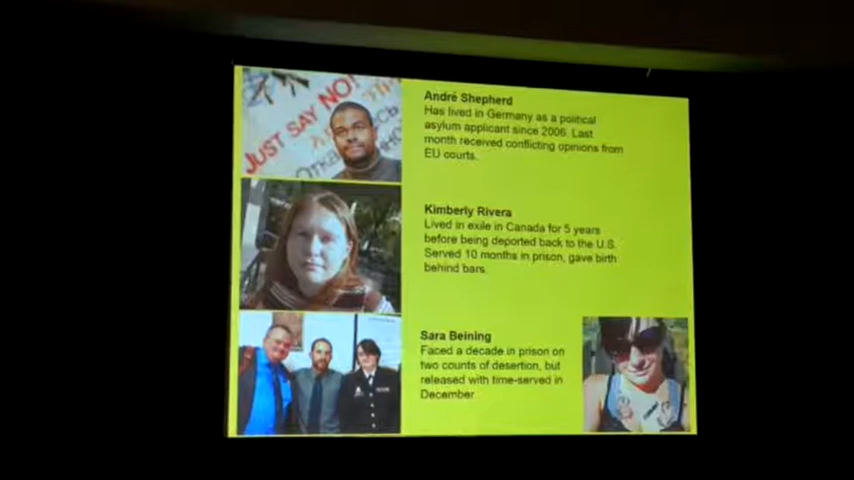 JUST SAY NO!
André Shepherd
Has lived in Germany as a political
asylum applicant since 2006. Last
month received conflicting opinions from
EU courts.
Kimberly Rivera
Lived in exile in Canada for 5 years
before being deported back to the U.S.
Served 10 months in prison, gave birth
behind bars.
Sara Beining
Faced a decade in prison on
two counts of desertion, but
released with time-served in
December